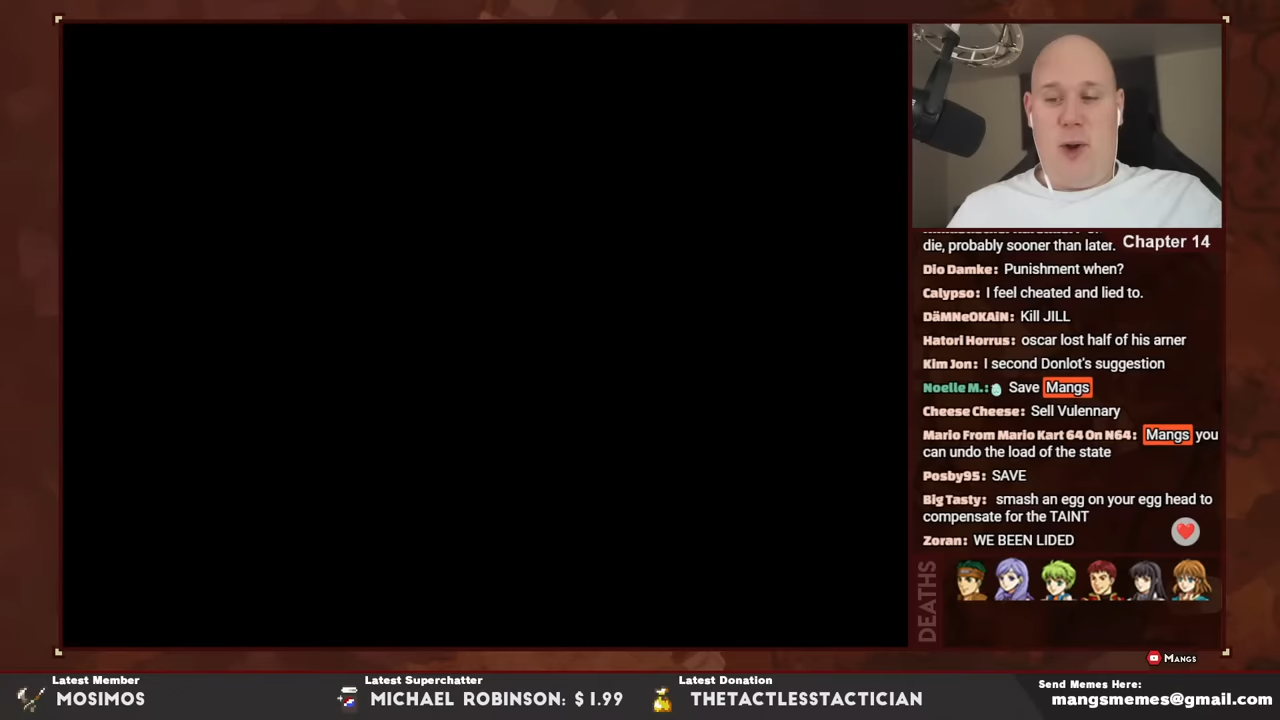 die, probably sooner than later.
Chapter 14
Dio Damke: Punishment when?
Calypso: I feel cheated and lied to.
DäMNeOKAiN: Kill JILL
Hatori Horrus: oscar lost half of his arner
Kim Jon: I second Donlot's suggestion
Noelle M.: Save Mangs
Cheese Cheese: Sell Vulennary
Mario From Mario Kart 64 On N64: Mangs you
can undo the load of the state
Posby95: SAVE
Big Tasty: smash an egg on your egg head to
compensate for the TAINT
Zoran: WE BEEN LIDED
DEATHS
MANGS
Latest Member
MOSIMOS
Latest Superchatter
MICHAEL ROBINSON: $ 1.99
Latest Donation
THETACTLESSTACTICIAN
Send Memes Here:
mangsmemes@gmail.com